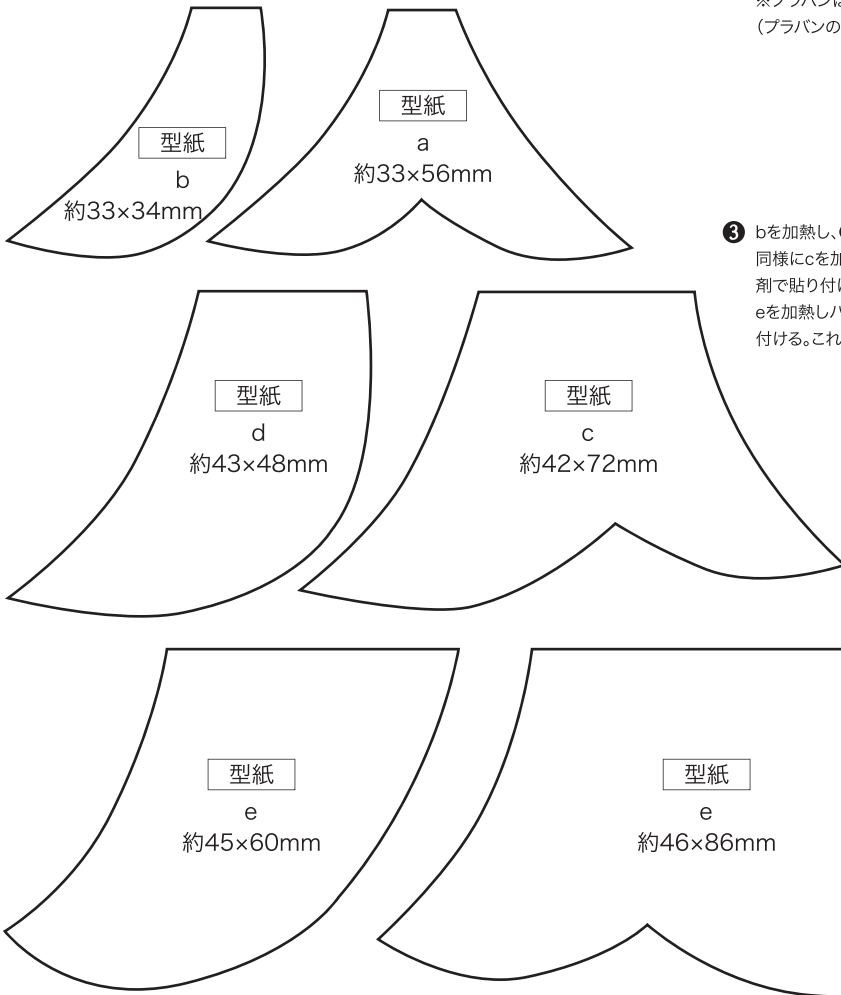 ※プラバンは
（プラバンの
型紙
b
約33×34mm
型紙
a
約33×56mm
❸ bを加熱し、
同様にcを加
剤で貼り付け
eを加熱しパ
付ける。これ
型紙
d
約43×48mm
型紙
c
約42×72mm
型紙
e
約45×60mm
型紙
e
約46×86mm